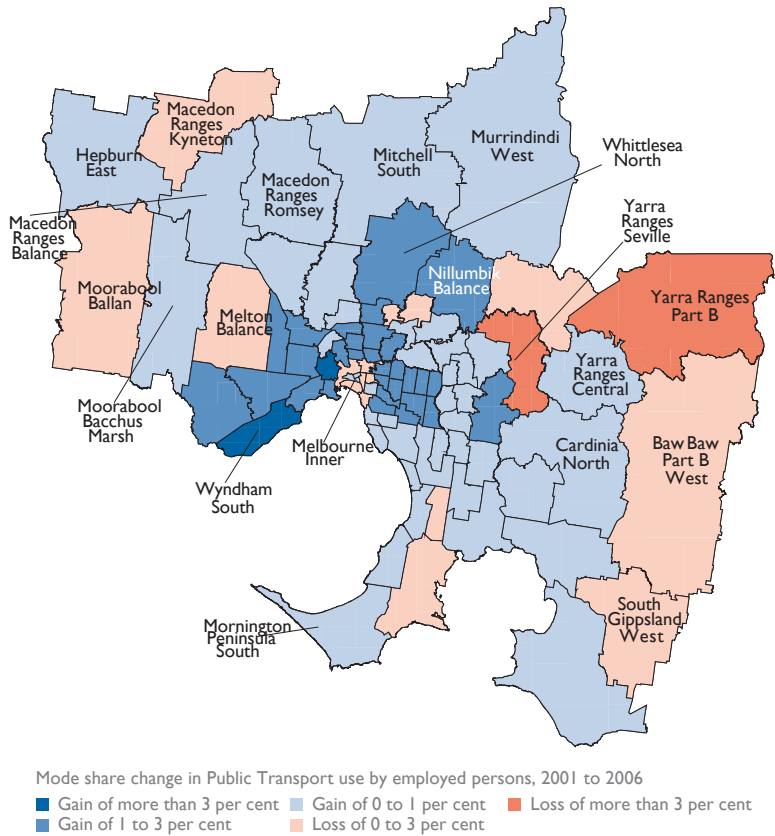 Macedon
Ranges
Kyneton
Hepburn
East
Macedon
Ranges
Romsey
Mitchell
South
Murrindindi
West
Whittlesea
North
Yarra
Ranges
Seville
Macedon
Ranges
Balance
Moorabool
Ballan
Melton
Balance
Nillumbik
Balance
Yarra Ranges
Part B
Yarra
Ranges
Central
Moorabool
Bacchus
Marsh
Melbourne
Inner
Cardinia
North
Baw Baw
Part B
West
Wyndham
South
Mornington
Peninsula
South
South
Gippsland
West
Mode share change in Public Transport use by employed persons, 2001 to 2006
Gain of more than 3 per cent Gain of 0 to 1 per cent Loss of more than 3 per cent
Gain of 1 to 3 per cent Loss of 0 to 3 per cent